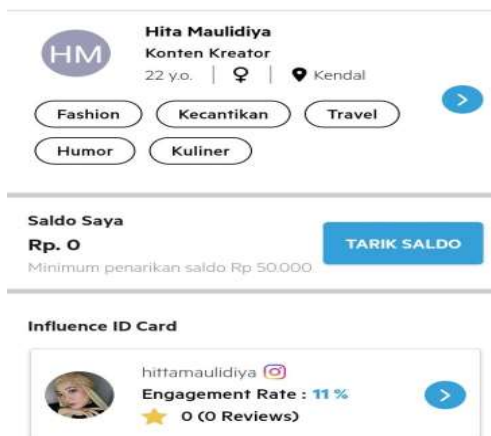 HM
Hita Maulidiya
Konten Kreator
22 y.o.
Kendal
Fashion
Kecantikan
Travel
Humor
Kuliner
Saldo Saya
Rp. 0
TARIK SALDO
Minimum penarikan saldo Rp 50.000
Influence ID Card
hittamaulidiya
Engagement Rate : 11 %
0 (0 Reviews)